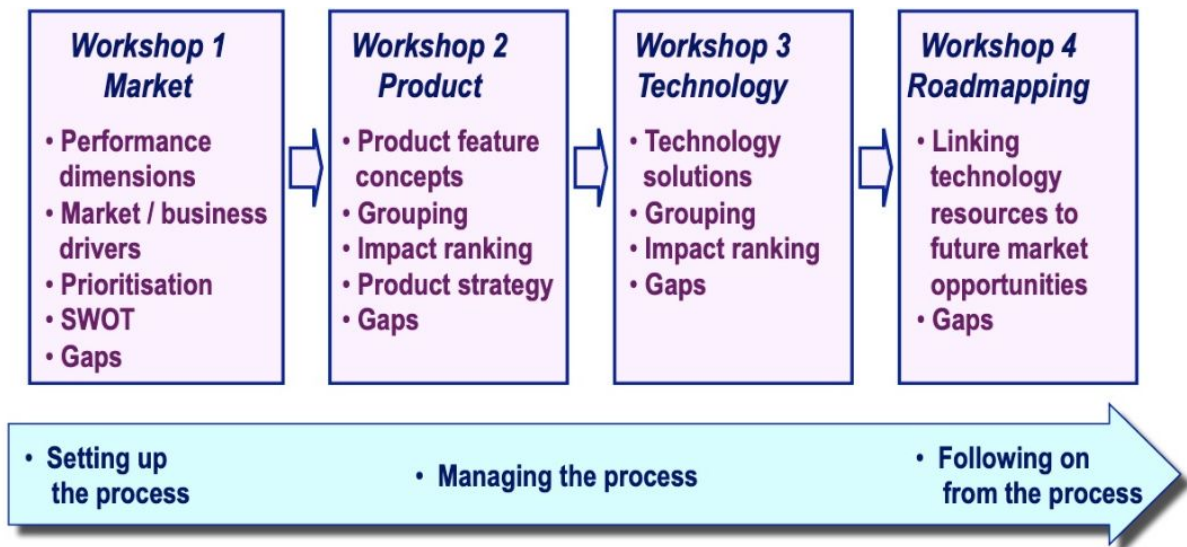 Workshop 1
Market
• Performance
dimensions
• Market / business
drivers
• Prioritisation
• SWOT
• Gaps
Workshop 2
Product
• Product feature
concepts
• Grouping
• Impact ranking
• Product strategy
• Gaps
Workshop 3
Technology
• Technology
solutions
• Grouping
• Impact ranking
• Gaps
Workshop 4
Roadmapping
• Linking
technology
resources to
future market
opportunities
• Gaps
• Setting up
the process
• Managing the process
• Following on
from the process